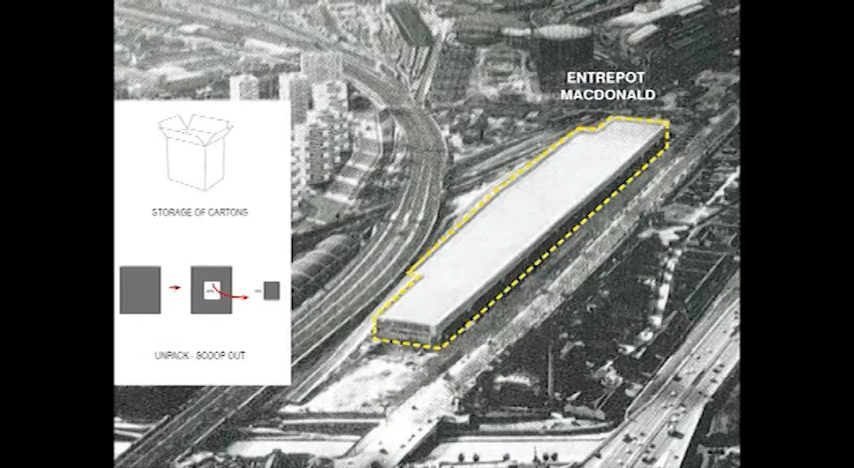 ENTREPOT
MACDONALD
STORAGE OF CARTONS
UNPACK - SCOOP OUT